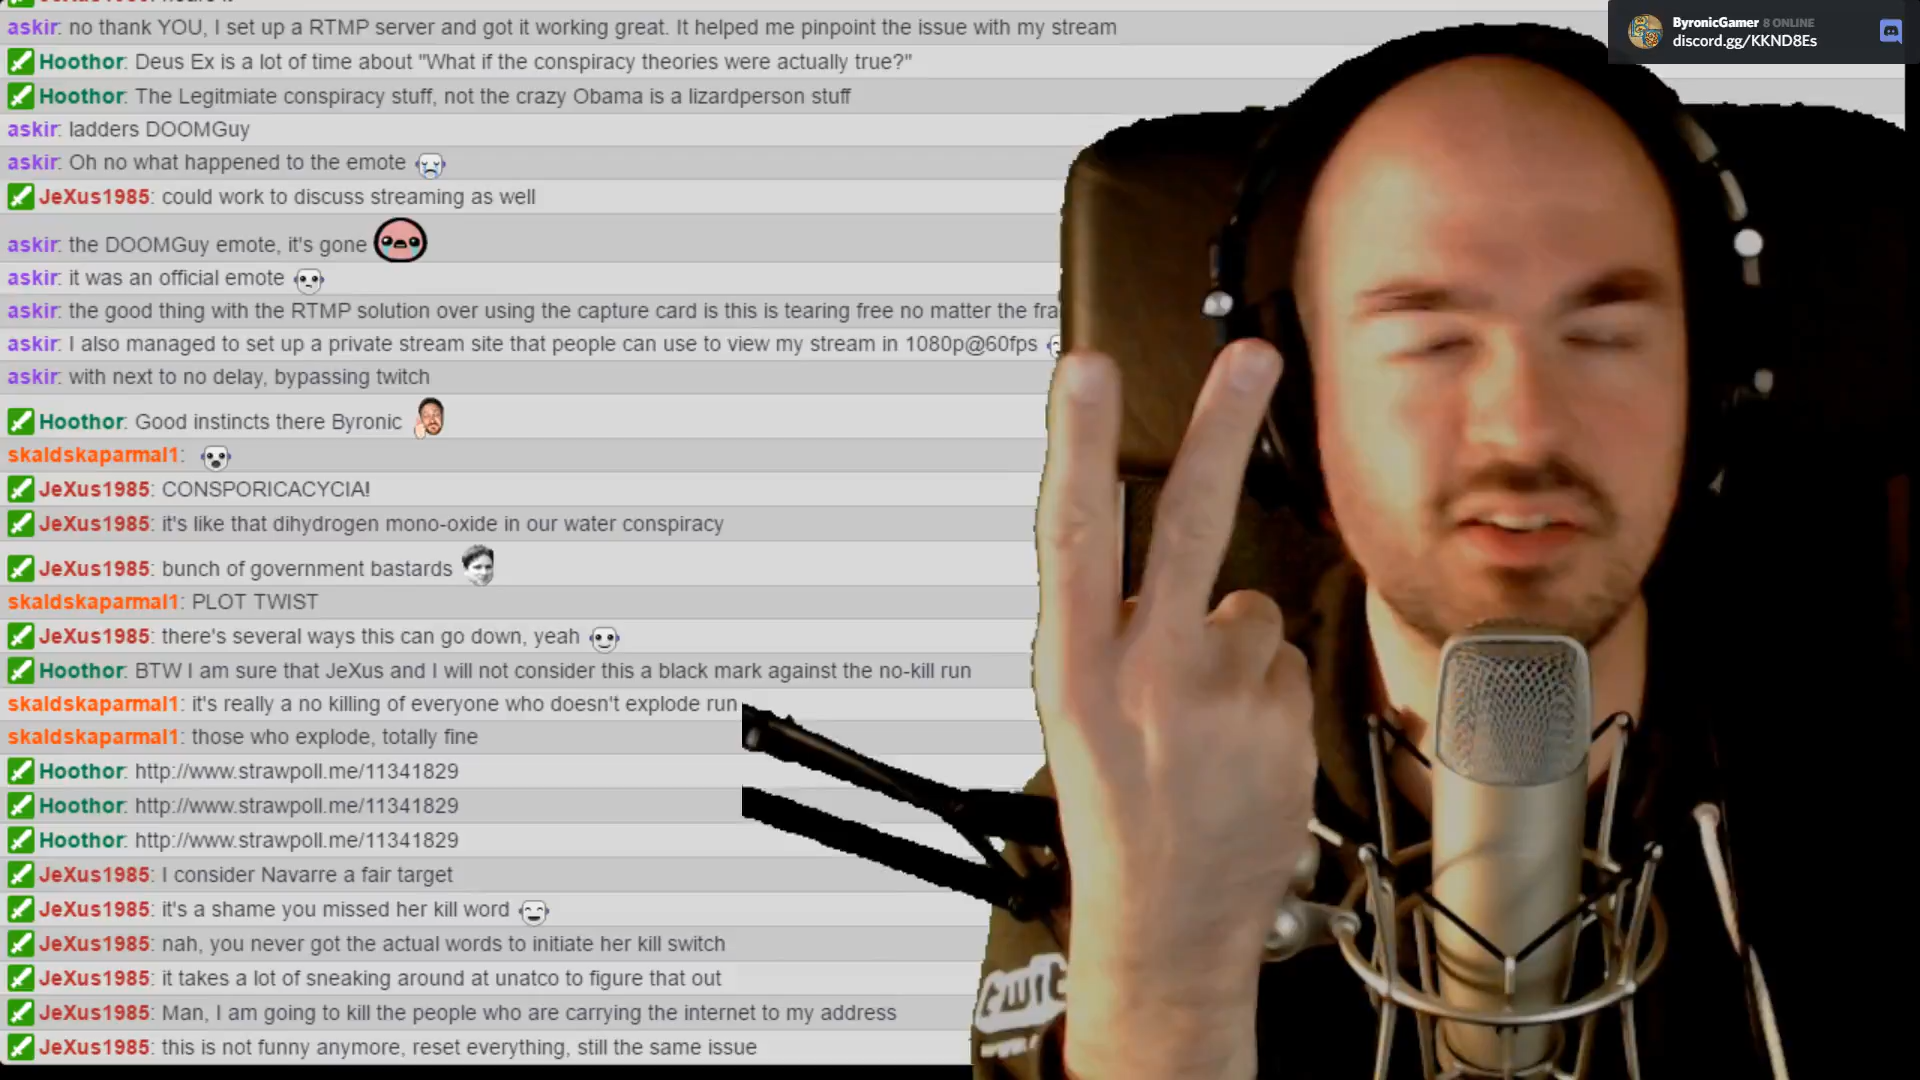 ByronicGamer 8 ONLINE
discord.gg/KKND8Es
askir: no thank YOU, I set up a RTMP server and got it working great. It helped me pinpoint the issue with my stream
Hoothor: Deus Ex is a lot of time about "What if the conspiracy theories were actually true?"
Hoothor: The Legitmiate conspiracy stuff, not the crazy Obama is a lizardperson stuff
askir: ladders DOOMGuy
askir: Oh no what happened to the emote
JeXus1985: could work to discuss streaming as well
askir: the DOOMGuy emote, it's gone
askir: it was an official emote
askir: the good thing with the RTMP solution over using the capture card is this is tearing free no matter the fra
askir: I also managed to set up a private stream site that people can use to view my stream in 1080p@60fps
askir: with next to no delay, bypassing twitch
Hoothor: Good instincts there Byronic
skaldskaparmal1:
JeXus1985: CONSPORICACYCIA!
JeXus1985: it's like that dihydrogen mono-oxide in our water conspiracy
JeXus1985: bunch of government bastards
skaldskaparmal1: PLOT TWIST
JeXus1985: there's several ways this can go down, yeah
Hoothor: BTW I am sure that JeXus and I will not consider this a black mark against the no-kill run
skaldskaparmal1: it's really a no killing of everyone who doesn't explode run
skaldskaparmal1: those who explode, totally fine
Hoothor: http://www.strawpoll.me/11341829
Hoothor: http://www.strawpoll.me/11341829
Hoothor: http://www.strawpoll.me/11341829
JeXus1985: I consider Navarre a fair target
JeXus1985: it's a shame you missed her kill word
JeXus1985: nah, you never got the actual words to initiate her kill switch
JeXus1985: it takes a lot of sneaking around at unatco to figure that out
JeXus1985: Man, I am going to kill the people who are carrying the internet to my address
JeXus1985: this is not funny anymore, reset everything, still the same issue
twit